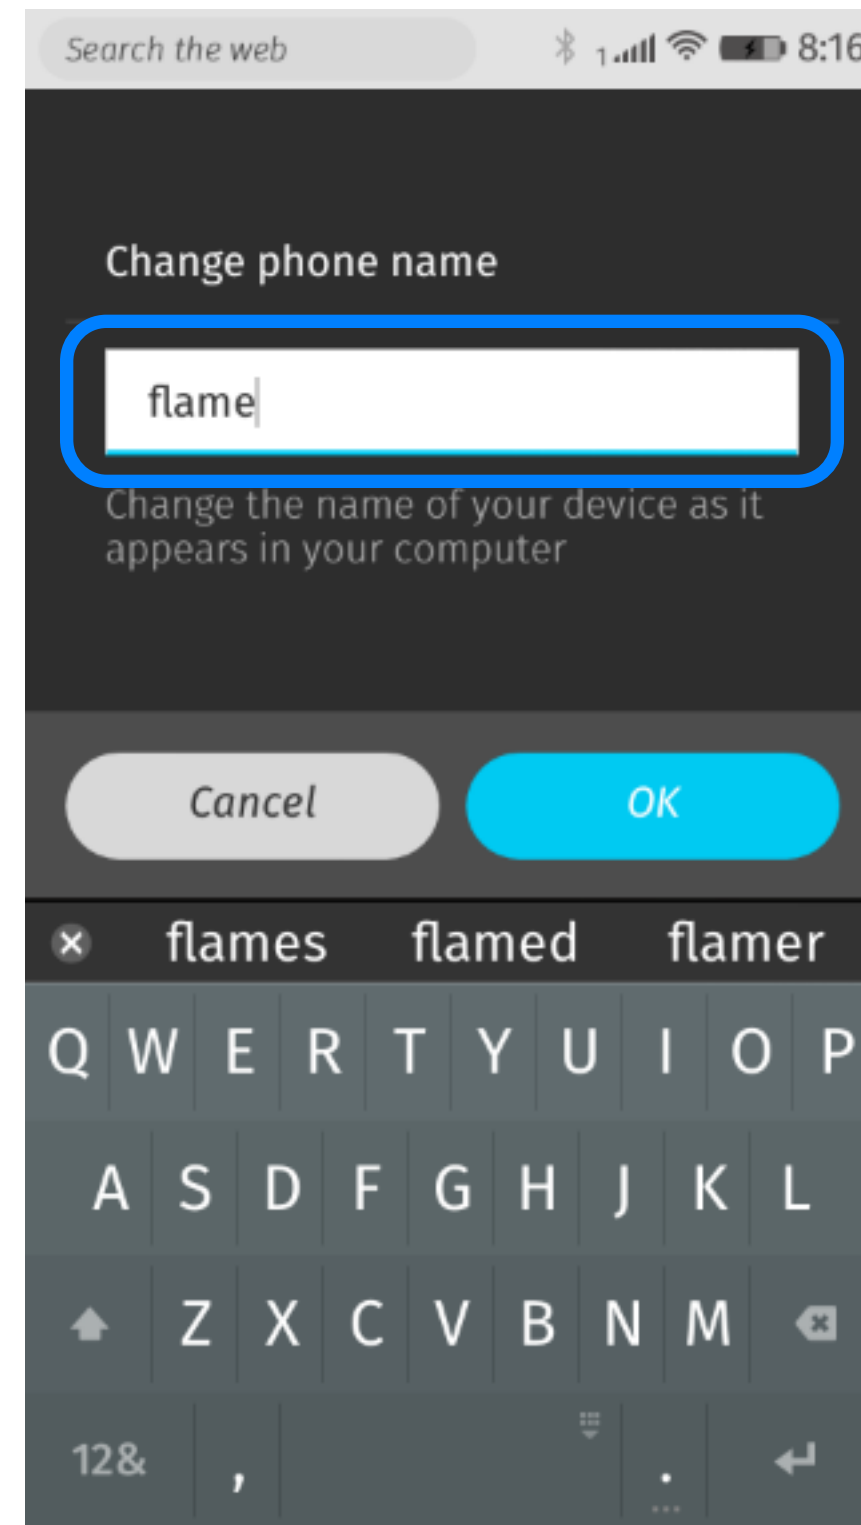 Search the web 1 8:16
Change phone name
flame
Change the name of your device as it
appears in your computer
Cancel OK
flames flamed flamer
Q W E R T Y U I O P
A S D F G H J K L
Z X C V B N M
12& , .